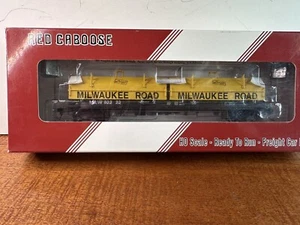 RED CABOOSE
MILWAUKEE ROAD MILWAUKEE ROAD
HO Scale - Ready To Run - Freight Car